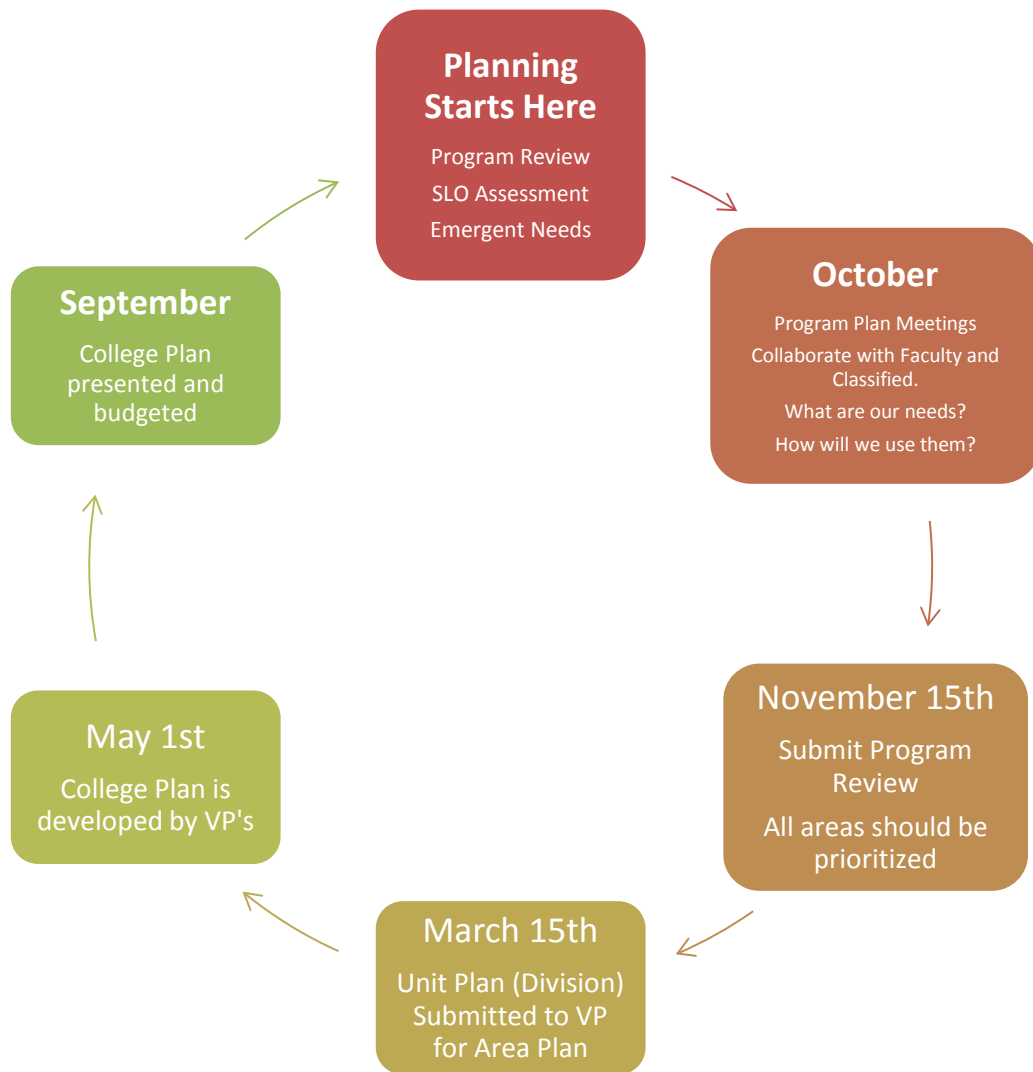 Planning
Starts Here
Program Review
SLO Assessment
Emergent Needs
October
Program Plan Meetings
Collaborate with Faculty and
Classified.
What are our needs?
How will we use them?
November 15th
Submit Program
Review
All areas should be
prioritized
March 15th
Unit Plan (Division)
Submitted to VP
for Area Plan
May 1st
College Plan is
developed by VP's
September
College Plan
presented and
budgeted